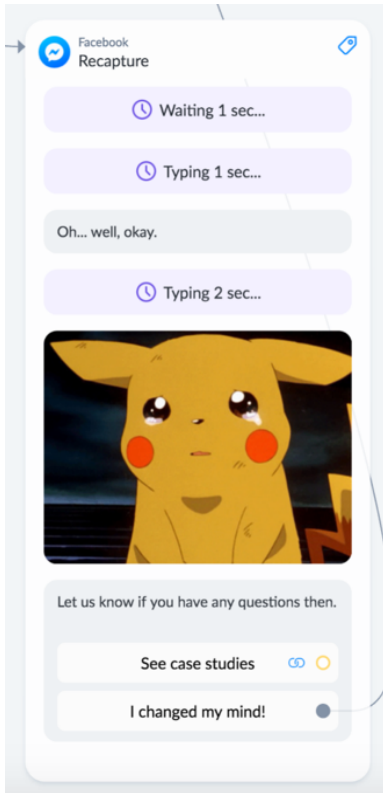 Facebook
Recapture
Waiting 1 sec...
Typing 1 sec...
Oh... well, okay.
Typing 2 sec...
Let us know if you have any questions then.
See case studies
I changed my mind!